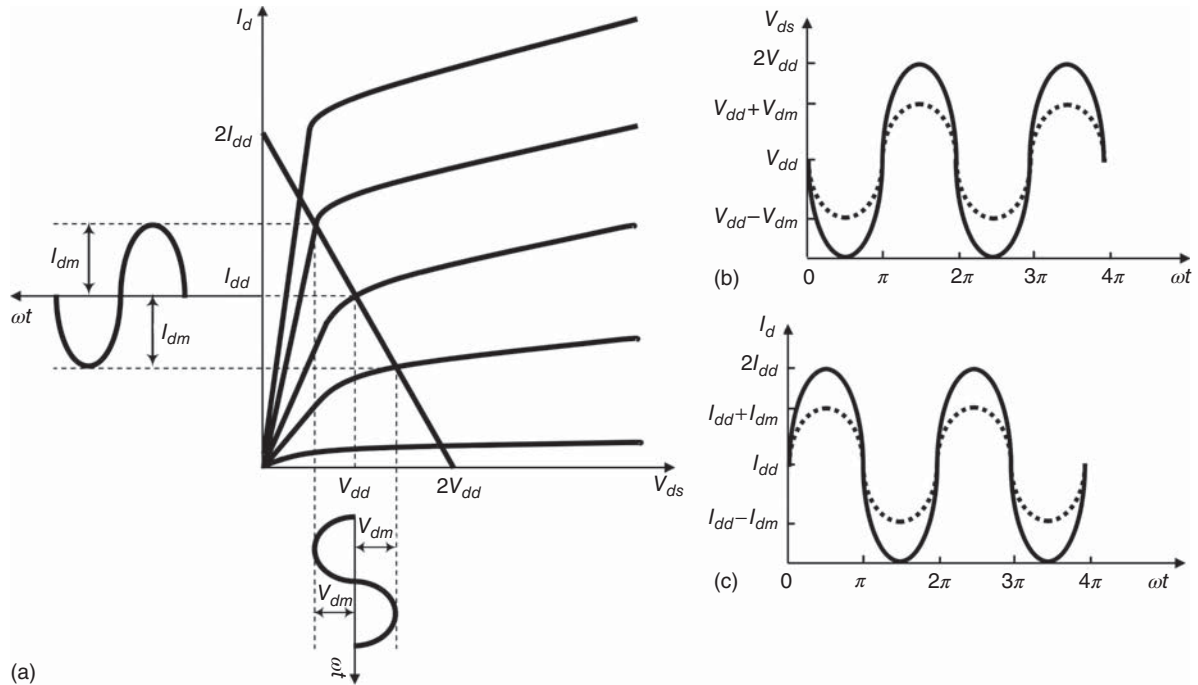 I_d
2I_dd
I_dm
I_dd
ωt
I_dm
V_dd
2V_dd
V_ds
V_dm
V_dm
ωt
(a)
V_ds
2V_dd
V_dd+V_dm
V_dd
V_dd−V_dm
0 π 2π 3π 4π ωt
(b)
I_d
2I_dd
I_dd+I_dm
I_dd
I_dd−I_dm
0 π 2π 3π 4π ωt
(c)